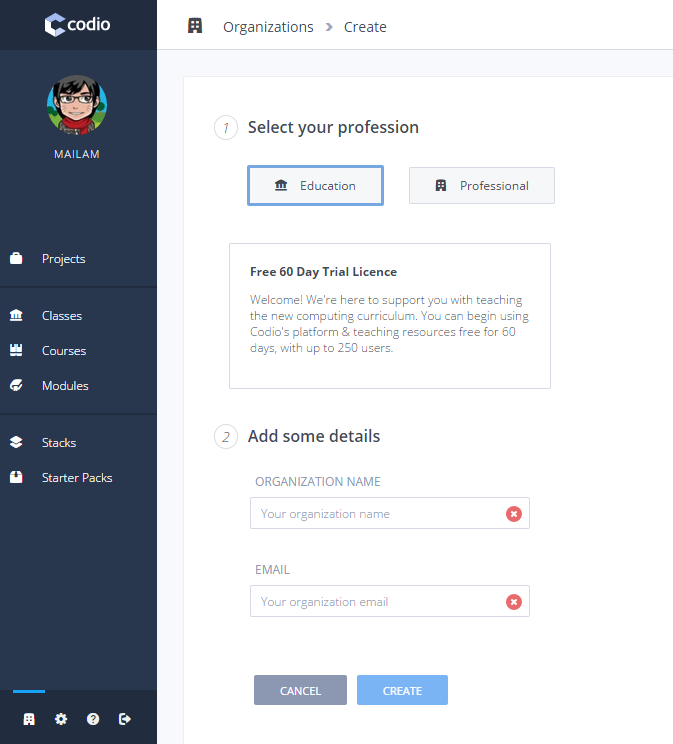 codio
Organizations > Create
MAILAM
Projects
Classes
Courses
Modules
Stacks
Starter Packs
1 Select your profession
Education Professional
Free 60 Day Trial Licence
Welcome! We're here to support you with teaching
the new computing curriculum. You can begin using
Codio's platform & teaching resources free for 60
days, with up to 250 users.
2 Add some details
ORGANIZATION NAME
Your organization name
EMAIL
Your organization email
CANCEL CREATE